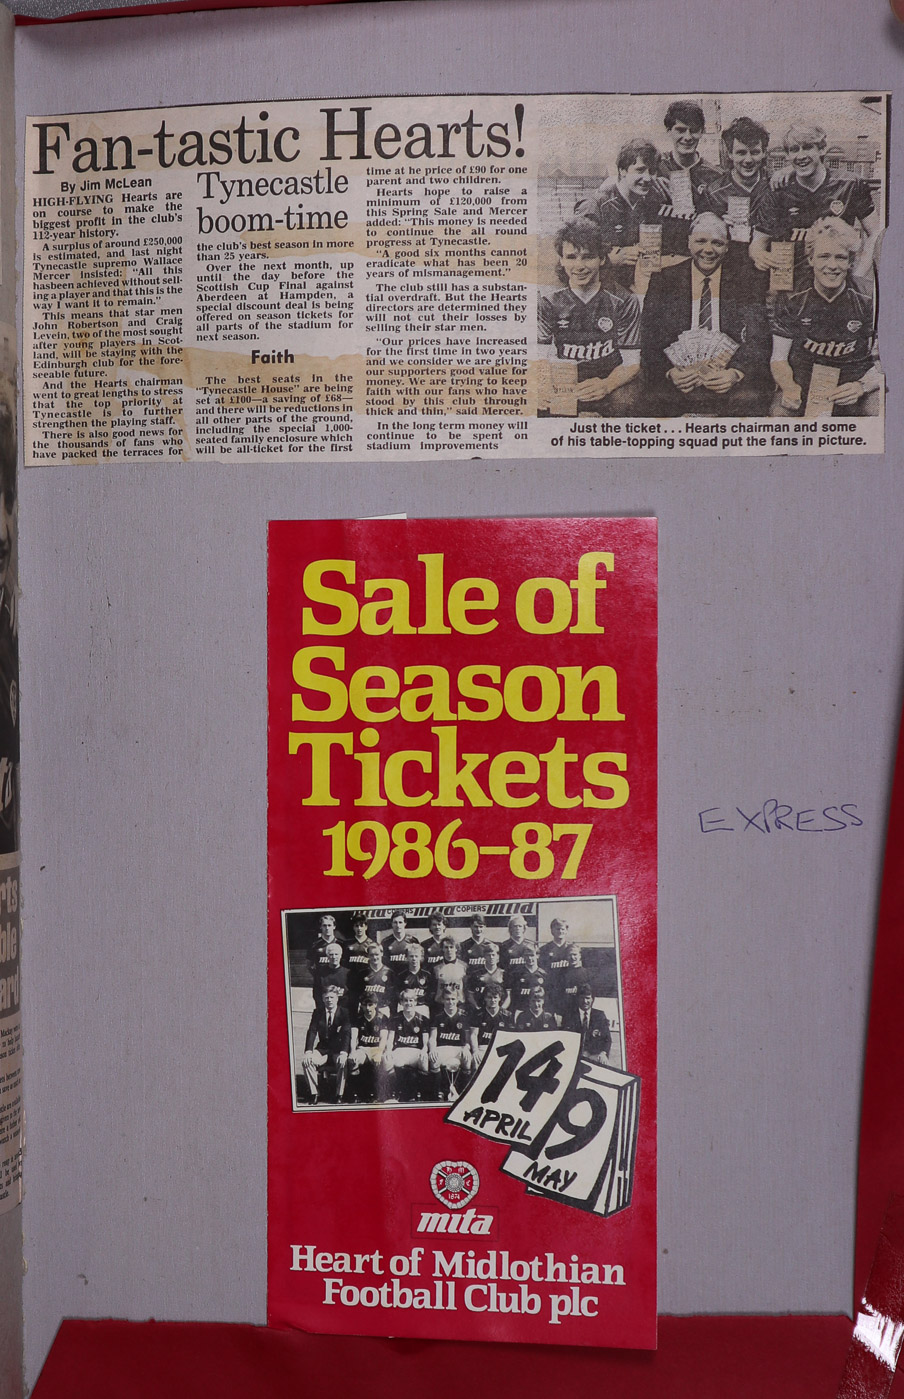 Fan-tastic Hearts!
By Jim McLean
HIGH-FLYING Hearts are
on course to make the
biggest profit in the club's
112-year history.
A surplus of around £250,000
is estimated, and last night
Tynecastle supremo Wallace
Mercer insisted: "All this
hasbeen achieved without sell-
ing a player and that this is the
way I want it to remain."
This means that star men
John Robertson and Craig
Levein, two of the most sought
after young players in Scot-
land, will be staying with the
Edinburgh club for the fore-
seeable future.
And the Hearts chairman
went to great lengths to stress
that the top priority at
Tynecastle is to further
strengthen the playing staff.
There is also good news for
the thousands of fans who
have packed the terraces for
Tynecastle
boom-time
the club's best season in more
than 25 years.
Over the next month, up
until the day before the
Scottish Cup Final against
Aberdeen at Hampden, a
special discount deal is being
offered on season tickets for
all parts of the stadium for
next season.
Faith
The best seats in the
"Tynecastle House" are being
set at £100—a saving of £68—
and there will be reductions in
all other parts of the ground,
including the special 1,000-
seated family enclosure which
will be all-ticket for the first
time at he price of £90 for one
parent and two children.
Hearts hope to raise a
minimum of £120,000 from
this Spring Sale and Mercer
added: "This money is needed
to continue the all round
progress at Tynecastle.
"A good six months cannot
eradicate what has been 20
years of mismanagement."
The club still has a substan-
tial overdraft. But the Hearts
directors are determined they
will not cut their losses by
selling their star men.
"Our prices have increased
for the first time in two years
and we consider we are giving
our supporters good value for
money. We are trying to keep
faith with our fans who have
stood by this club through
thick and thin," said Mercer.
In the long term money will
continue to be spent on
stadium improvements
mita
mita
Just the ticket . . . Hearts chairman and some
of his table-topping squad put the fans in picture.
Sale of
Season
Tickets
1986–87
EXPRESS
mita COPIERS mita
14
APRIL
9
MAY
1874
mita
Heart of Midlothian
Football Club plc